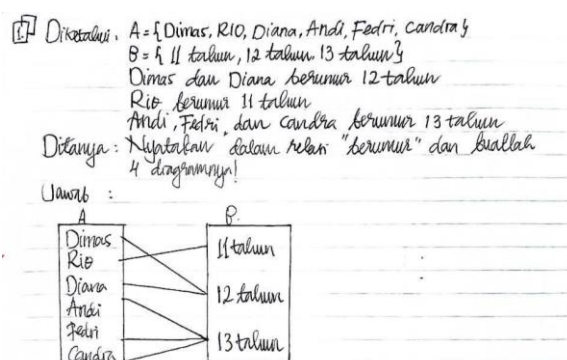 1. Diketahui: A = {Dimas, RIO, Diana, Andi, Fedri, Candra}
B = { 11 tahun, 12 tahun. 13 tahun}
Dimas dan Diana berumur 12 tahun
Rio berumur 11 tahun
Andi, Fedri, dan candra berumur 13 tahun
Ditanya: Nyatakan dalam relasi "berumur" dan buatlah
4 diagramnya!
Jawab :
A B.
Dimas
Rio
Diana
Andi
Fedri
Candra
11 tahun
12 tahun
13 tahun